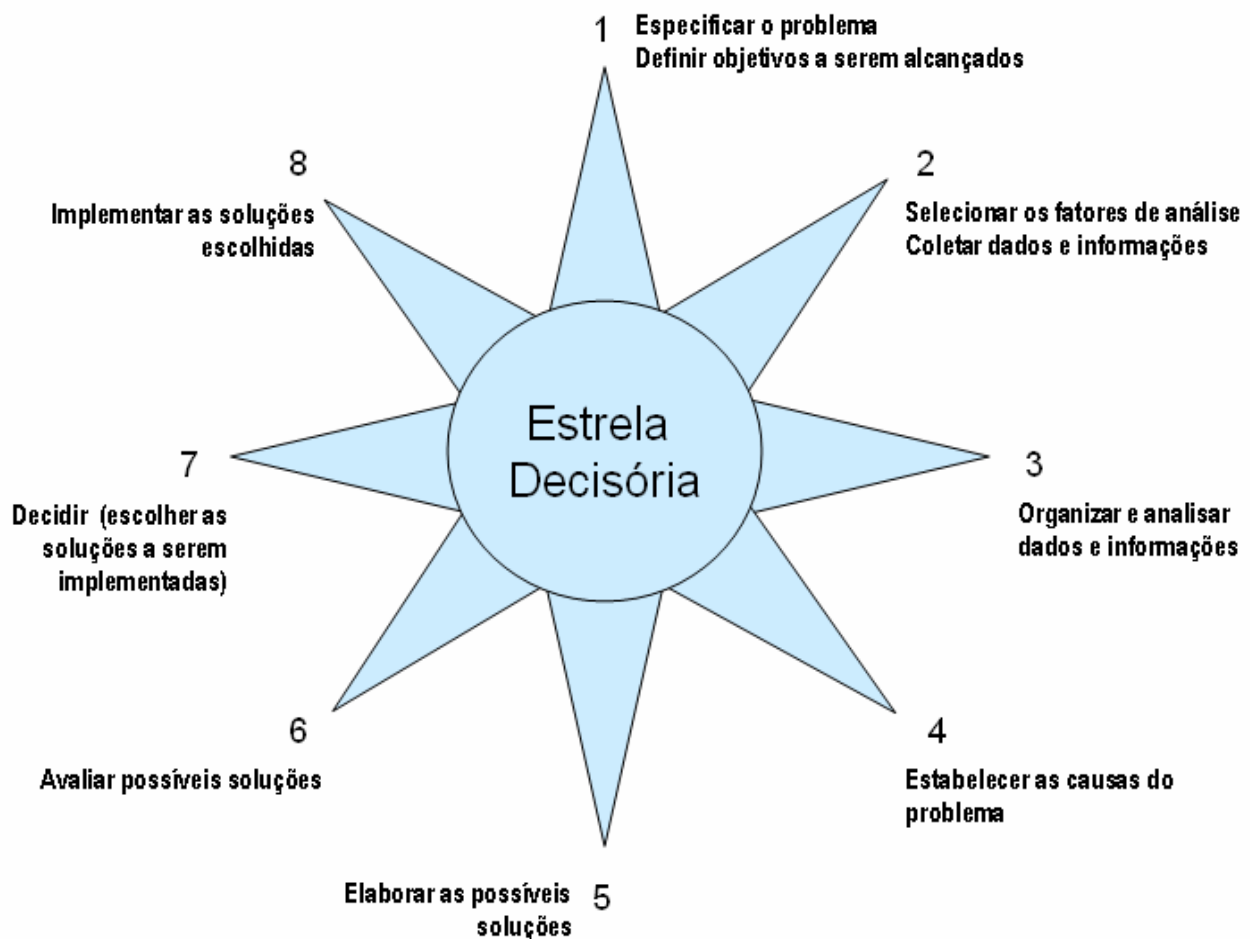 1
Especificar o problema
Definir objetivos a serem alcançados
2
Selecionar os fatores de análise
Coletar dados e informações
3
Organizar e analisar
dados e informações
4
Estabelecer as causas do
problema
5
Elaborar as possíveis
soluções
6
Avaliar possíveis soluções
7
Decidir (escolher as
soluções a serem
implementadas)
8
Implementar as soluções
escolhidas
Estrela
Decisória